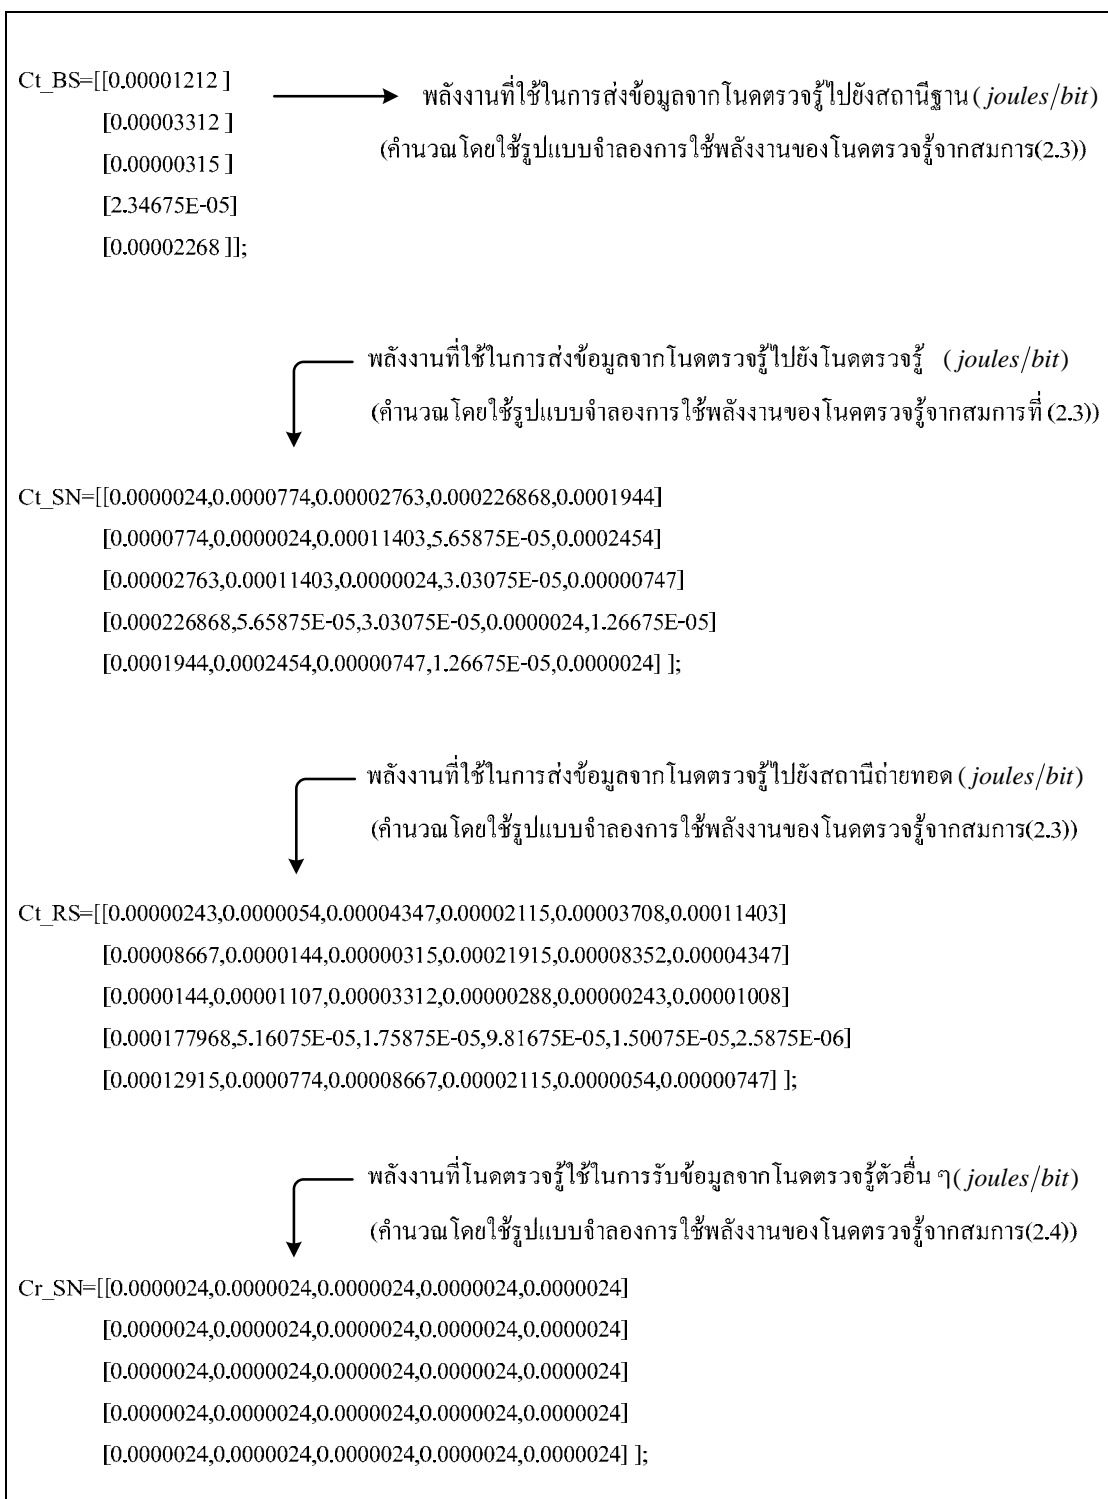 Ct_BS=[[0.00001212 ]
พลังงานที่ใช้ในการส่งข้อมูลจากโนดตรวจรู้ไปยังสถานีฐาน (joules/bit)
[0.00003312 ]
(คำนวณโดยใช้รูปแบบจำลองการใช้พลังงานของโนดตรวจรู้จากสมการ(2.3))
[0.00000315 ]
[2.34675E-05]
[0.00002268 ]];
พลังงานที่ใช้ในการส่งข้อมูลจากโนดตรวจรู้ไปยังโนดตรวจรู้ (joules/bit)
(คำนวณโดยใช้รูปแบบจำลองการใช้พลังงานของโนดตรวจรู้จากสมการที่ (2.3))
Ct_SN=[[0.0000024,0.0000774,0.00002763,0.000226868,0.0001944]
[0.0000774,0.0000024,0.00011403,5.65875E-05,0.0002454]
[0.00002763,0.00011403,0.0000024,3.03075E-05,0.00000747]
[0.000226868,5.65875E-05,3.03075E-05,0.0000024,1.26675E-05]
[0.0001944,0.0002454,0.00000747,1.26675E-05,0.0000024] ];
พลังงานที่ใช้ในการส่งข้อมูลจากโนดตรวจรู้ไปยังสถานีถ่ายทอด (joules/bit)
(คำนวณโดยใช้รูปแบบจำลองการใช้พลังงานของโนดตรวจรู้จากสมการ(2.3))
Ct_RS=[[0.00000243,0.0000054,0.00004347,0.00002115,0.00003708,0.00011403]
[0.00008667,0.0000144,0.00000315,0.00021915,0.00008352,0.00004347]
[0.0000144,0.00001107,0.00003312,0.00000288,0.00000243,0.00001008]
[0.000177968,5.16075E-05,1.75875E-05,9.81675E-05,1.50075E-05,2.5875E-06]
[0.00012915,0.0000774,0.00008667,0.00002115,0.0000054,0.00000747] ];
พลังงานที่โนดตรวจรู้ใช้ในการรับข้อมูลจากโนดตรวจรู้ตัวอื่น ๆ(joules/bit)
(คำนวณโดยใช้รูปแบบจำลองการใช้พลังงานของโนดตรวจรู้จากสมการ(2.4))
Cr_SN=[[0.0000024,0.0000024,0.0000024,0.0000024,0.0000024]
[0.0000024,0.0000024,0.0000024,0.0000024,0.0000024]
[0.0000024,0.0000024,0.0000024,0.0000024,0.0000024]
[0.0000024,0.0000024,0.0000024,0.0000024,0.0000024]
[0.0000024,0.0000024,0.0000024,0.0000024,0.0000024] ];